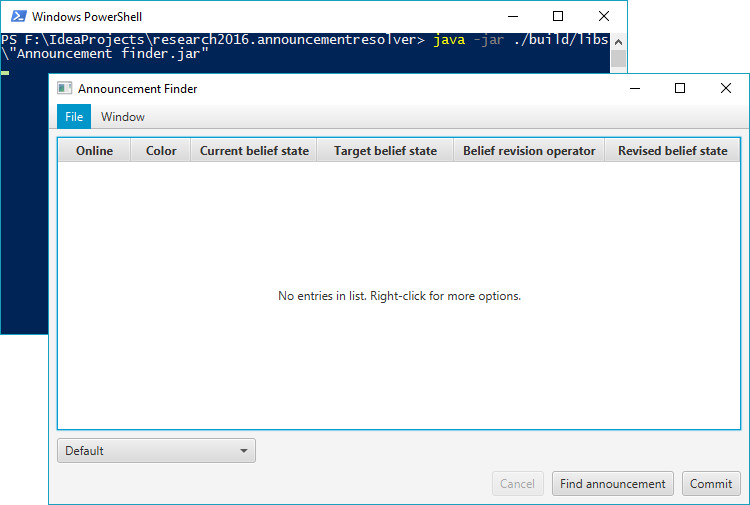 Windows PowerShell
PS F:\IdeaProjects\research2016.announcementresolver> java -jar ./build/libs
\"Announcement finder.jar"
Announcement Finder
File Window
Online Color Current belief state Target belief state Belief revision operator Revised belief state
No entries in list. Right-click for more options.
Default
Cancel Find announcement Commit